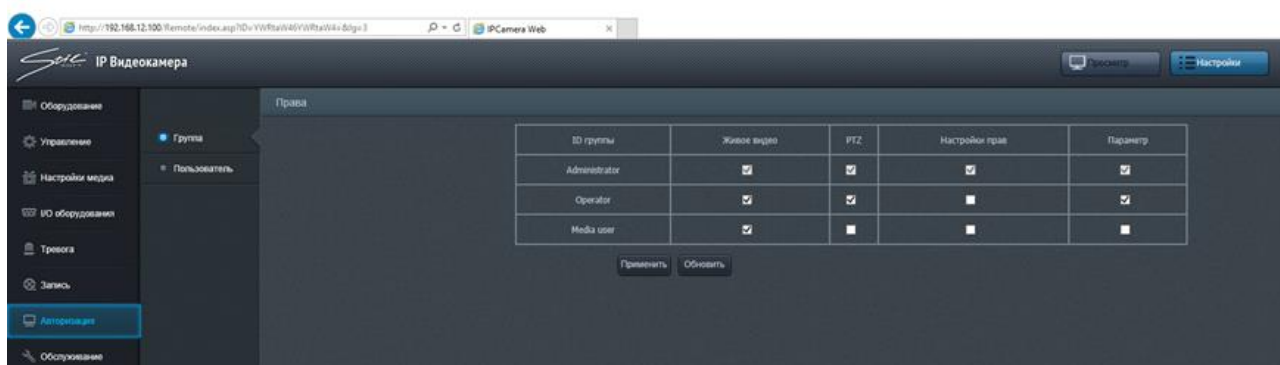 http://192.168.12.100/Remote/index.asp?
IPCamera Web
IP Видеокамера
Просмотр
Настройки
Оборудование
Управление
Настройки медиа
I/O оборудования
Тревога
Запись
Авторизация
Обслуживание
Группа
Пользователь
Права
ID группы Живое видео PTZ Настройки прав Параметр
Administrator
Operator
Media user
Применить Обновить